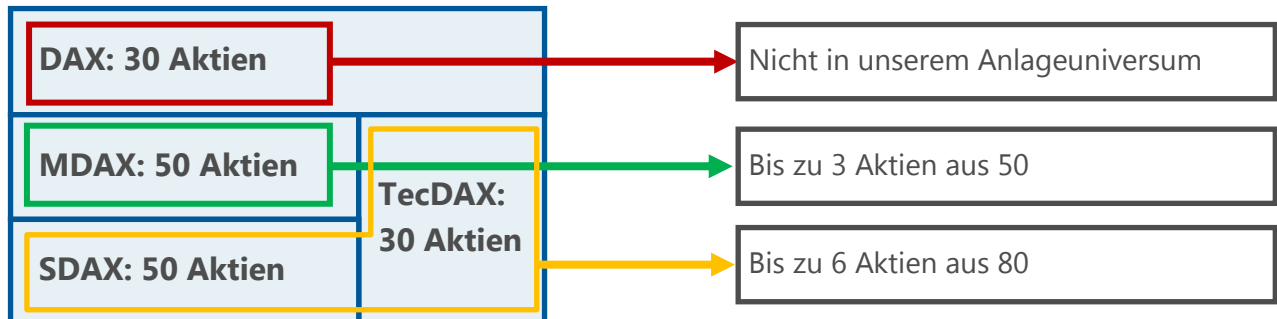 DAX: 30 Aktien
Nicht in unserem Anlageuniversum
MDAX: 50 Aktien
Bis zu 3 Aktien aus 50
TecDAX:
30 Aktien
SDAX: 50 Aktien
Bis zu 6 Aktien aus 80